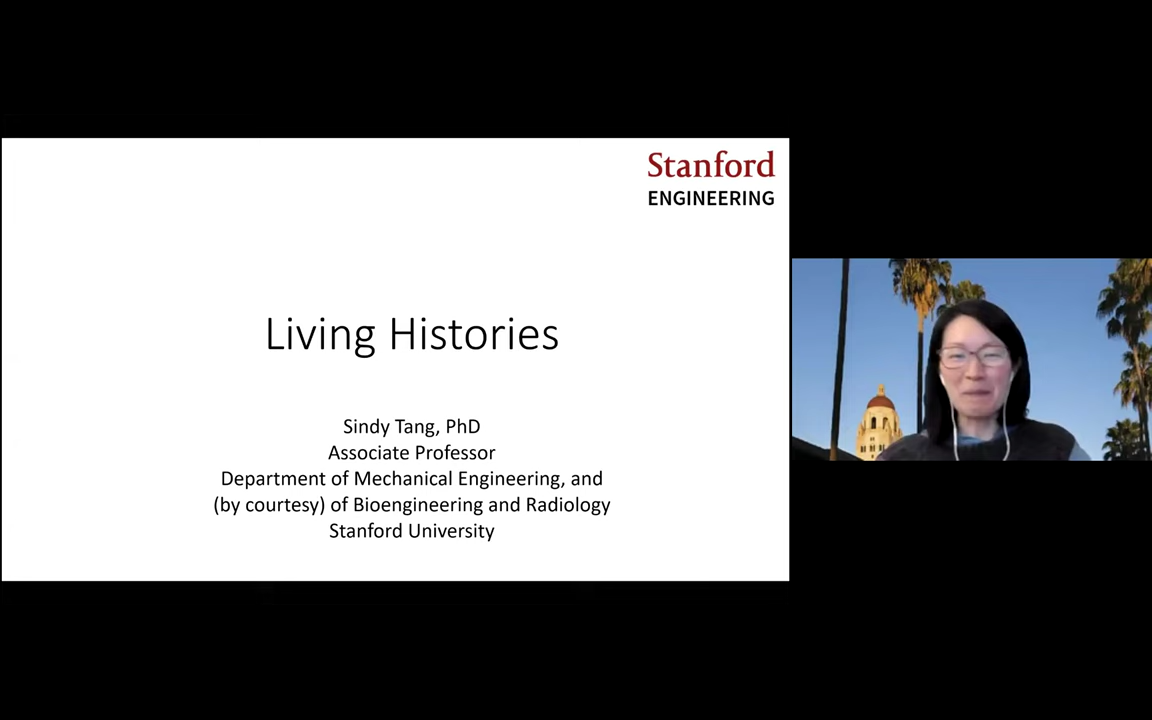 Stanford
ENGINEERING
Living Histories
Sindy Tang, PhD
Associate Professor
Department of Mechanical Engineering, and
(by courtesy) of Bioengineering and Radiology
Stanford University